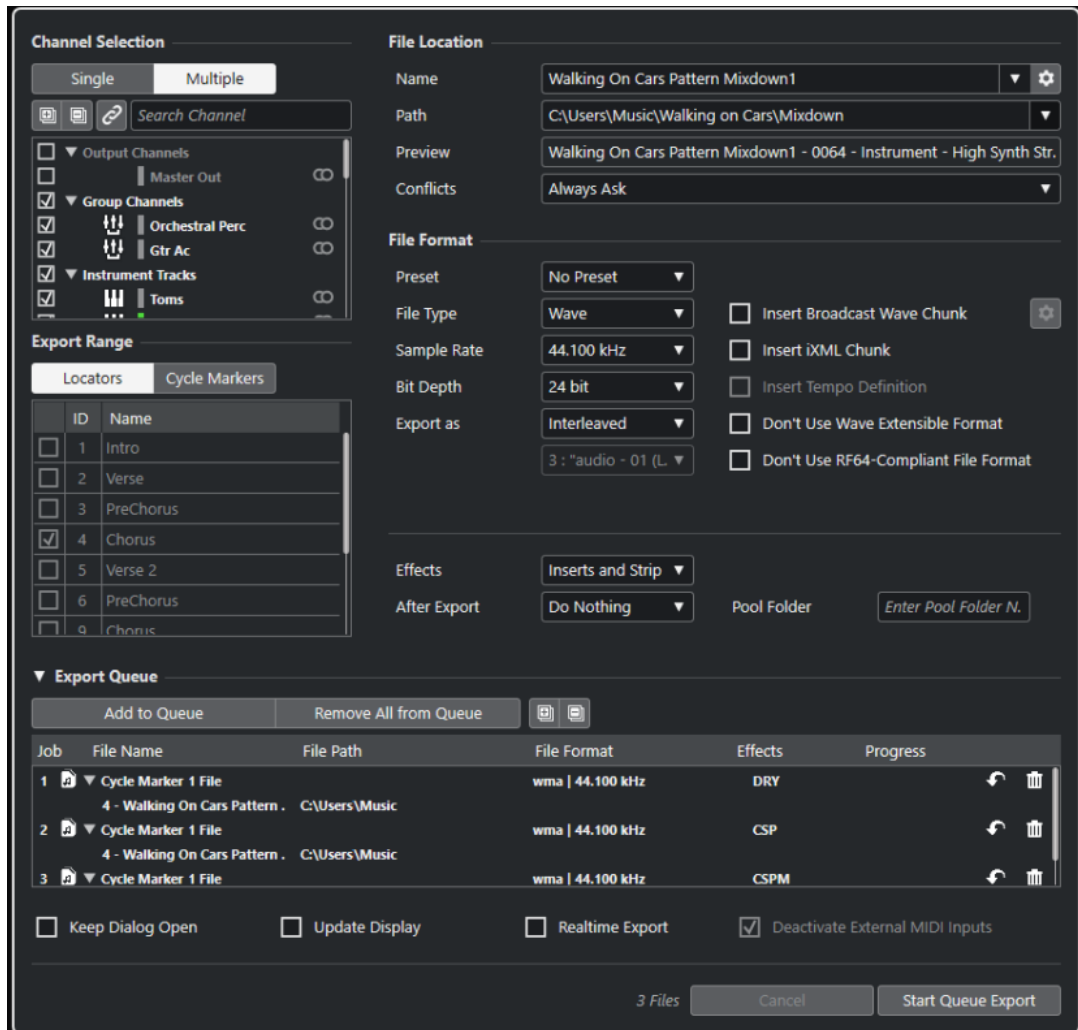 Channel Selection
Single Multiple
Search Channel
Output Channels
Master Out
Group Channels
Orchestral Perc
Gtr Ac
Instrument Tracks
Toms
Export Range
Locators Cycle Markers
ID Name
1 Intro
2 Verse
3 PreChorus
4 Chorus
5 Verse 2
6 PreChorus
9 Chorus
File Location
Name Walking On Cars Pattern Mixdown1
Path C:\Users\Music\Walking on Cars\Mixdown
Preview Walking On Cars Pattern Mixdown1 - 0064 - Instrument - High Synth Str.
Conflicts Always Ask
File Format
Preset No Preset
File Type Wave Insert Broadcast Wave Chunk
Sample Rate 44.100 kHz Insert iXML Chunk
Bit Depth 24 bit Insert Tempo Definition
Export as Interleaved Don't Use Wave Extensible Format
3 : "audio - 01 (L. Don't Use RF64-Compliant File Format
Effects Inserts and Strip
After Export Do Nothing Pool Folder Enter Pool Folder N.
Export Queue
Add to Queue Remove All from Queue
Job File Name File Path File Format Effects Progress
1 Cycle Marker 1 File wma | 44.100 kHz DRY
4 - Walking On Cars Pattern . C:\Users\Music
2 Cycle Marker 1 File wma | 44.100 kHz CSP
4 - Walking On Cars Pattern . C:\Users\Music
3 Cycle Marker 1 File wma | 44.100 kHz CSPM
Keep Dialog Open Update Display Realtime Export Deactivate External MIDI Inputs
3 Files Cancel Start Queue Export